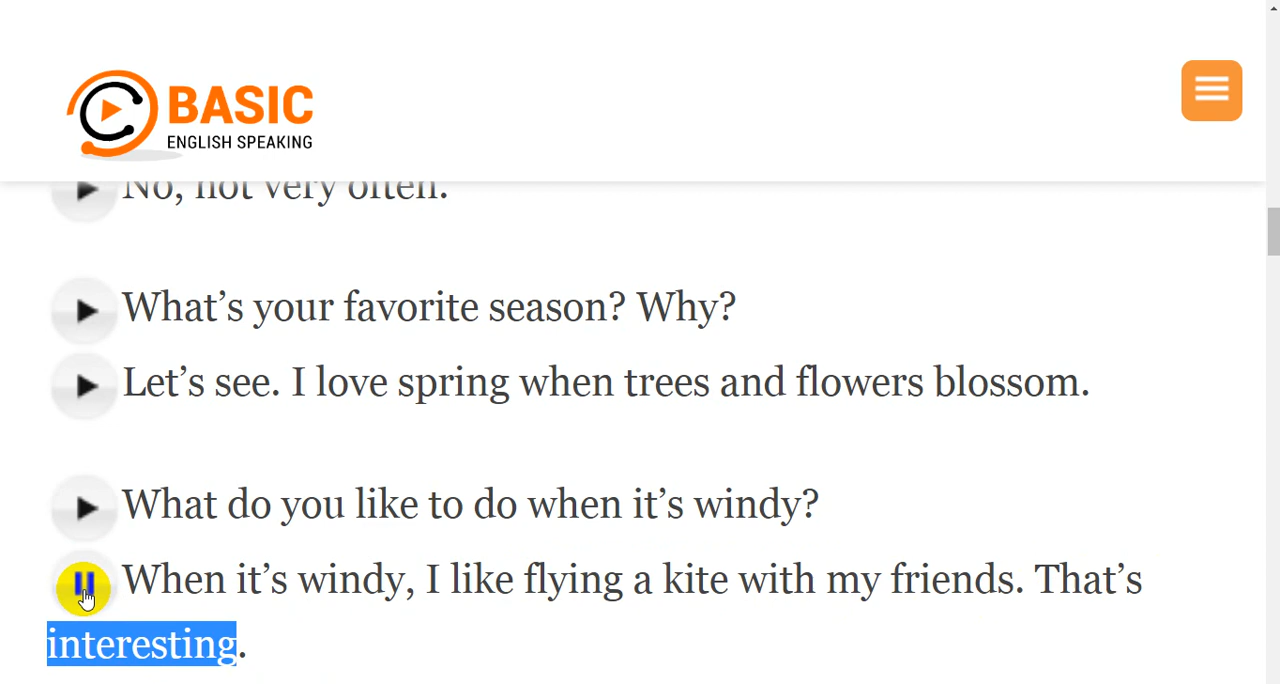 BASIC
ENGLISH SPEAKING
No, not very often.
What’s your favorite season? Why?
Let’s see. I love spring when trees and flowers blossom.
What do you like to do when it’s windy?
When it’s windy, I like flying a kite with my friends. That’s
interesting.